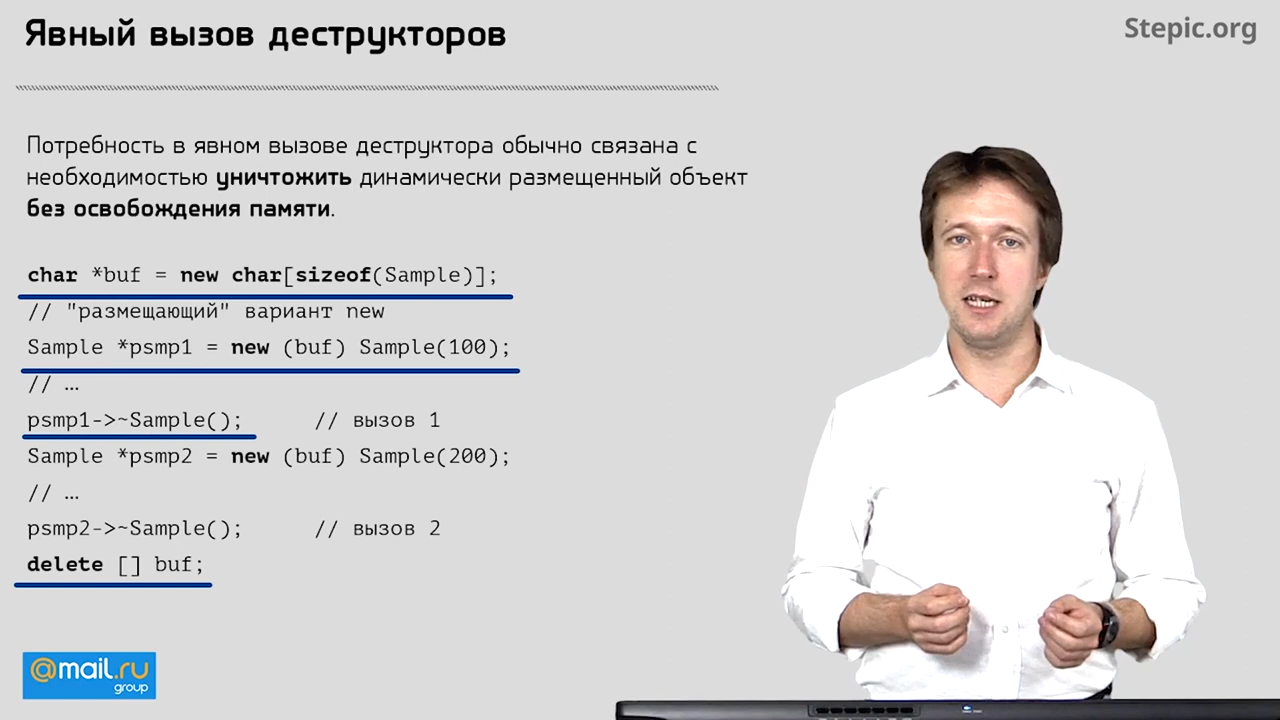 Явный вызов деструкторов
Stepic.org
Потребность в явном вызове деструктора обычно связана с
необходимостью уничтожить динамически размещенный объект
без освобождения памяти.
char *buf = new char[sizeof(Sample)];
// "размещающий" вариант new
Sample *psmp1 = new (buf) Sample(100);
// …
psmp1->~Sample(); // вызов 1
Sample *psmp2 = new (buf) Sample(200);
// …
psmp2->~Sample(); // вызов 2
delete [] buf;
@mail.ru
group